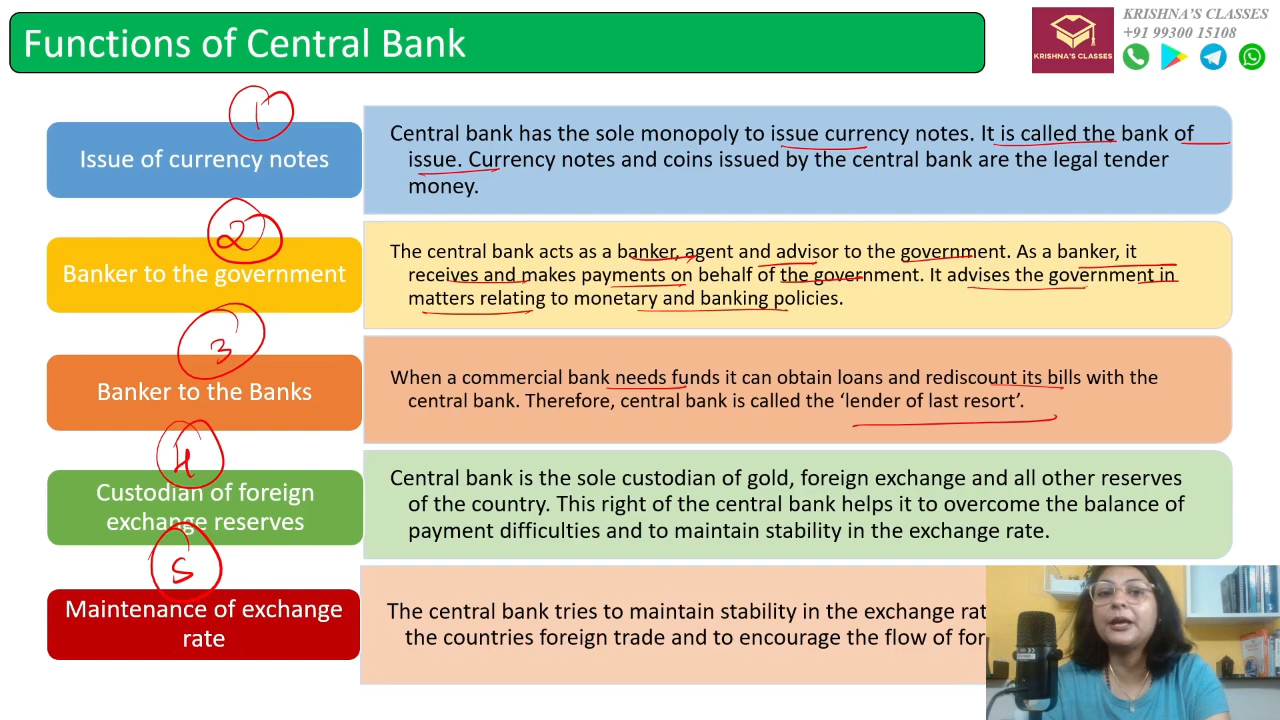 Functions of Central Bank
KRISHNA'S CLASSES
KRISHNA'S CLASSES
+91 99300 15108
1
Issue of currency notes
Central bank has the sole monopoly to issue currency notes. It is called the bank of
issue. Currency notes and coins issued by the central bank are the legal tender
money.
2
Banker to the government
The central bank acts as a banker, agent and advisor to the government. As a banker, it
receives and makes payments on behalf of the government. It advises the government in
matters relating to monetary and banking policies.
3
Banker to the Banks
When a commercial bank needs funds it can obtain loans and rediscount its bills with the
central bank. Therefore, central bank is called the ‘lender of last resort’.
4
Custodian of foreign
exchange reserves
Central bank is the sole custodian of gold, foreign exchange and all other reserves
of the country. This right of the central bank helps it to overcome the balance of
payment difficulties and to maintain stability in the exchange rate.
5
Maintenance of exchange
rate
The central bank tries to maintain stability in the exchange
the countries foreign trade and to encourage the flow of